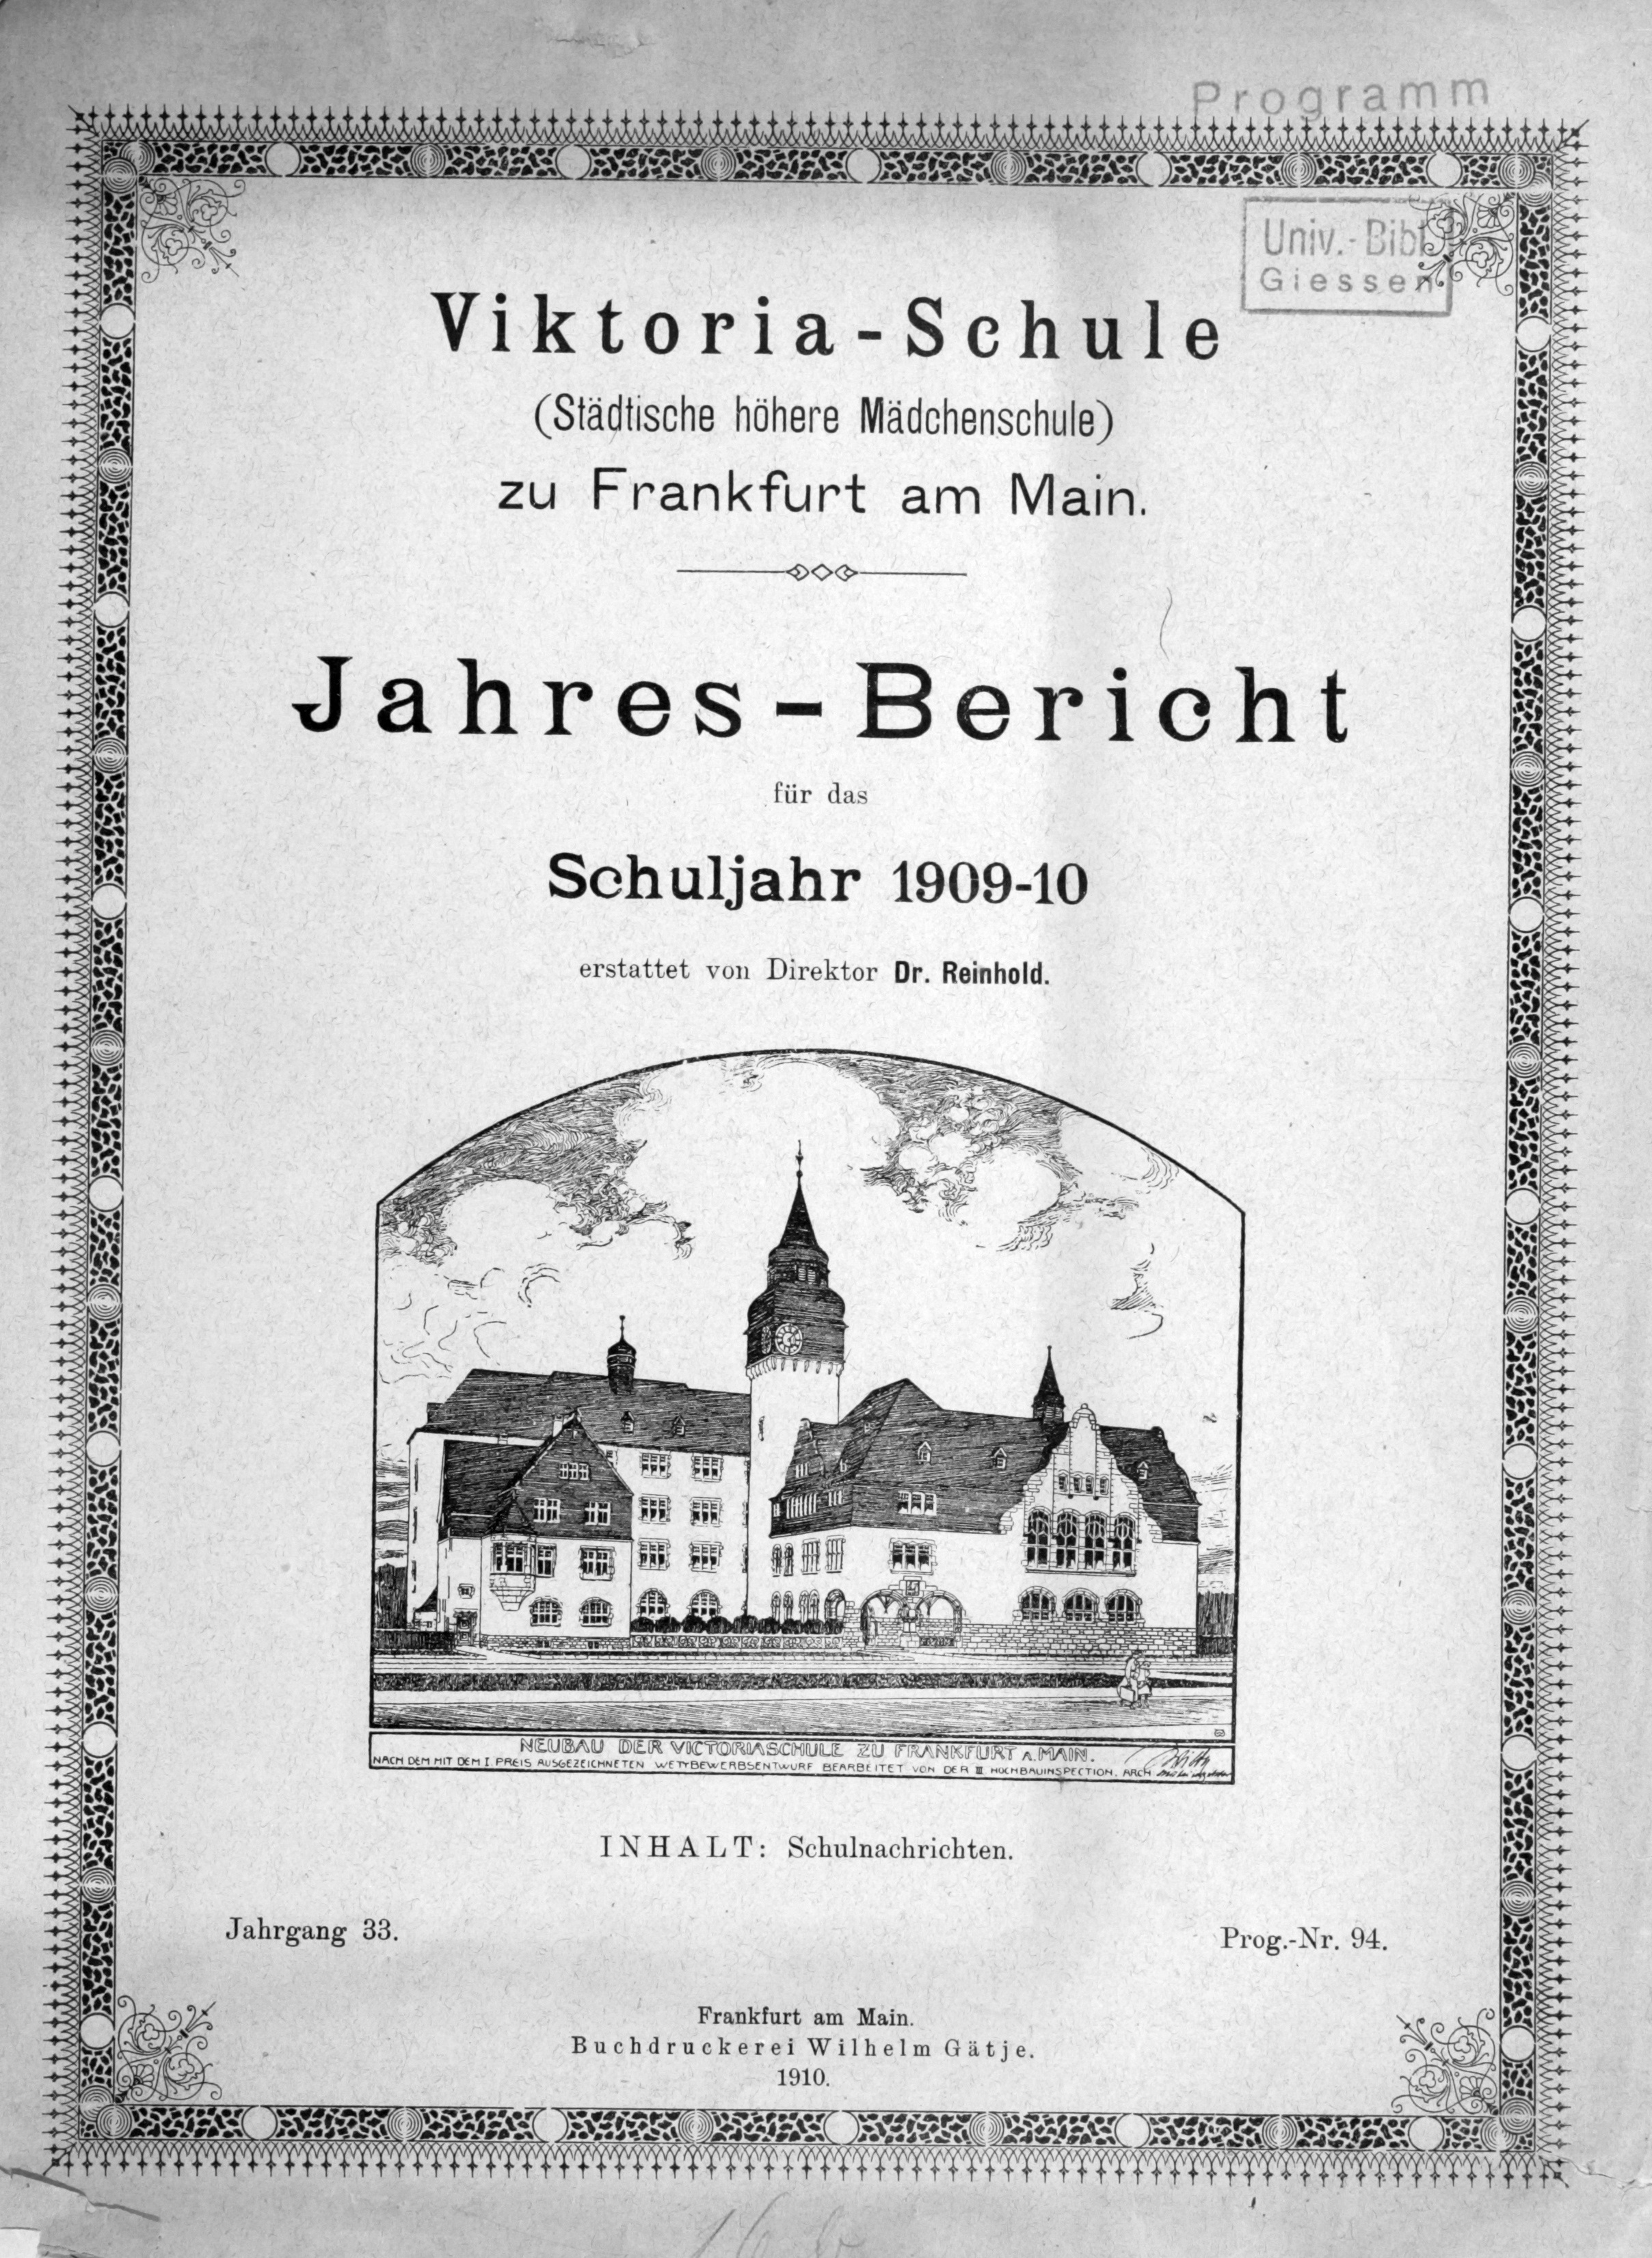 Programm
Univ.-Bibl
Giessen
Viktoria-Schule
(Städtische höhere Mädchenschule)
zu Frankfurt am Main.
Jahres-Bericht
für das
Schuljahr 1909-10
erstattet von Direktor Dr. Reinhold.
NEUBAU DER VICTORIASCHULE ZU FRANKFURT A. MAIN.
NACH DEM MIT DEM I. PREIS AUSGEZEICHNETEN WETTBEWERBSENTWURF BEARBEITET VON DER III HOCHBAUINSPECTION. ARCH
INHALT: Schulnachrichten.
Jahrgang 33.
Prog.-Nr. 94.
Frankfurt am Main.
Buchdruckerei Wilhelm Gätje.
1910.